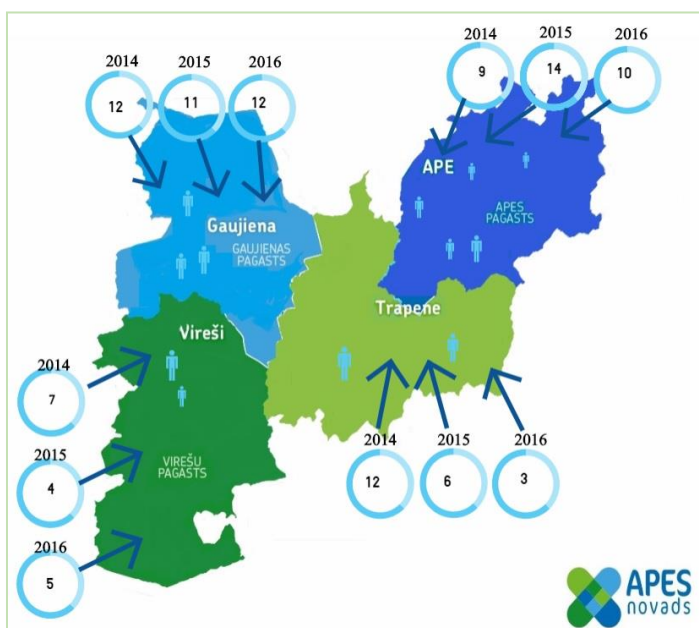 2014
2015
2016
12
11
12
2014
2015
2016
9
14
10
APE
APES
PAGASTS
Gaujiena
GAUJIENAS
PAGASTS
Trapene
Vireši
VIREŠU
PAGASTS
2014
7
2015
4
2016
5
2014
2015
2016
12
6
3
APES
novads